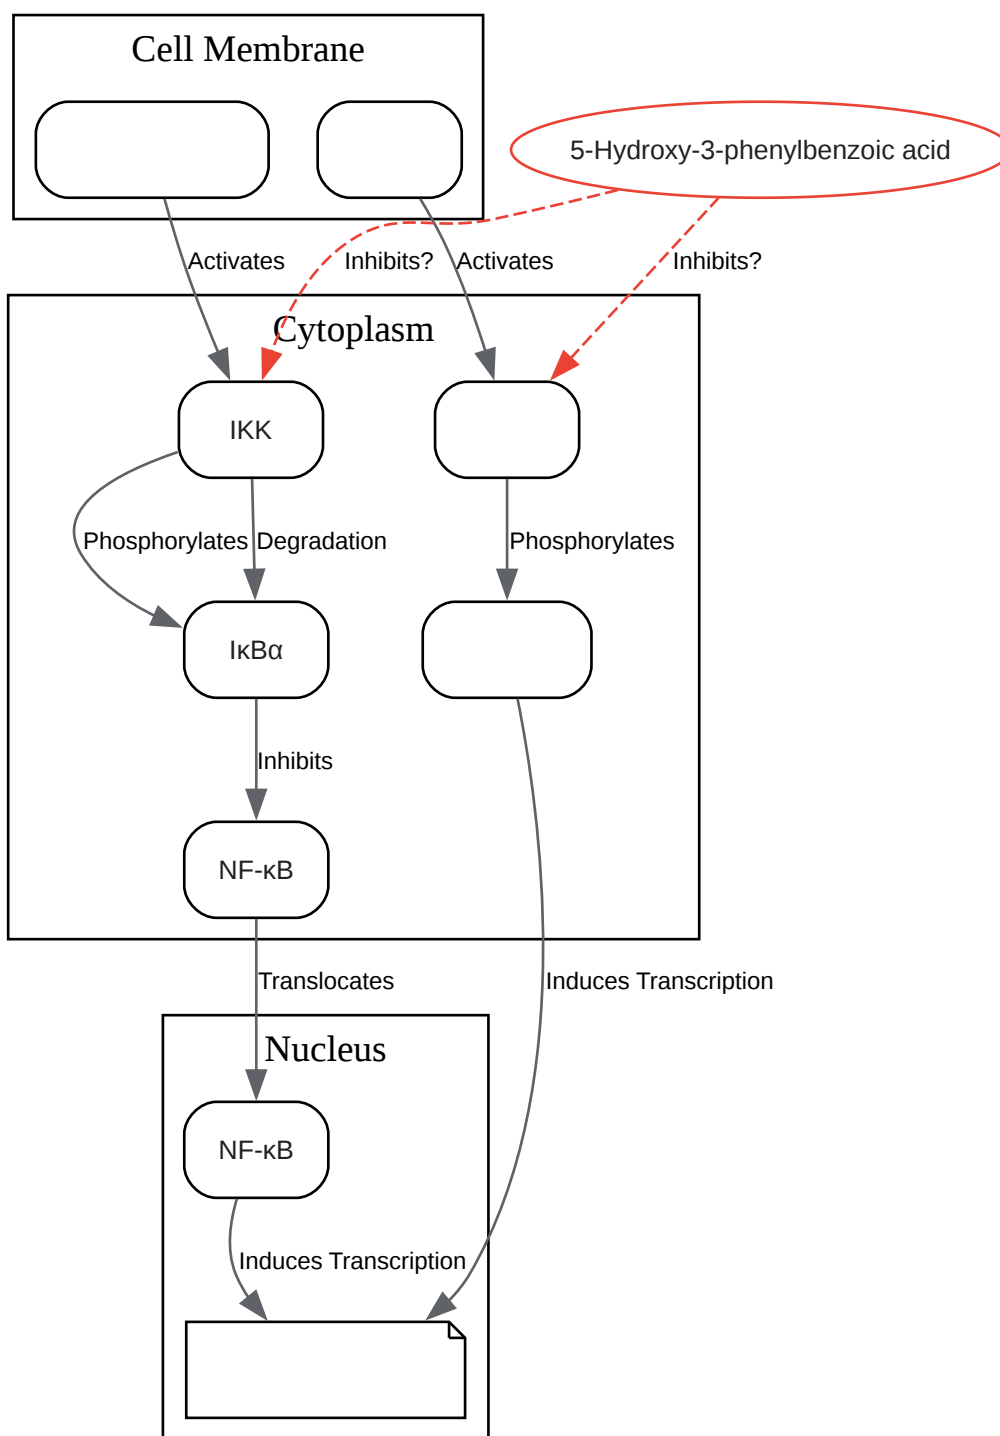 Cell Membrane
5-Hydroxy-3-phenylbenzoic acid
Activates
Inhibits?
Activates
Inhibits?
Cytoplasm
IKK
Phosphorylates
Degradation
Phosphorylates
IκBα
Inhibits
NF-κB
Translocates
Induces Transcription
Nucleus
NF-κB
Induces Transcription